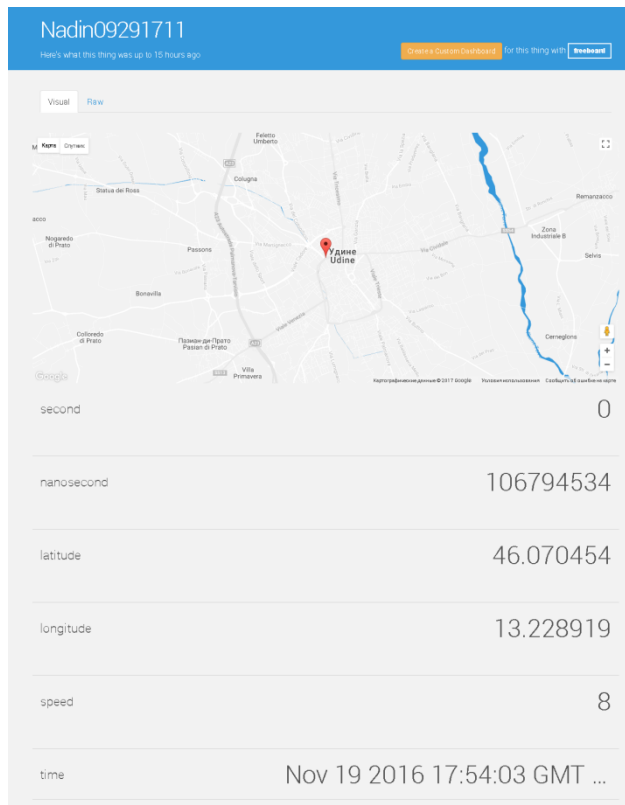 Nadin09291711
Here's what this thing was up to 15 hours ago
Create a Custom Dashboard for this thing with freeboard
Visual Raw
Карта Спутник
Feletto
Umberto
Colugna
Statua dei Ross
Remanzacco
acco
Nogaredo
di Prato
Passons
Удине
Udine
Zona
Industriale B
Selvis
Bonavilla
Colloredo
di Prato
Пазиан-ди-Прато
Pasian di Prato
Cerneglons
Villa
Primavera
Google
Картографические данные © 2017 Google Условия использования Сообщить об ошибке на карте
second 0
nanosecond 106794534
latitude 46.070454
longitude 13.228919
speed 8
time Nov 19 2016 17:54:03 GMT ...